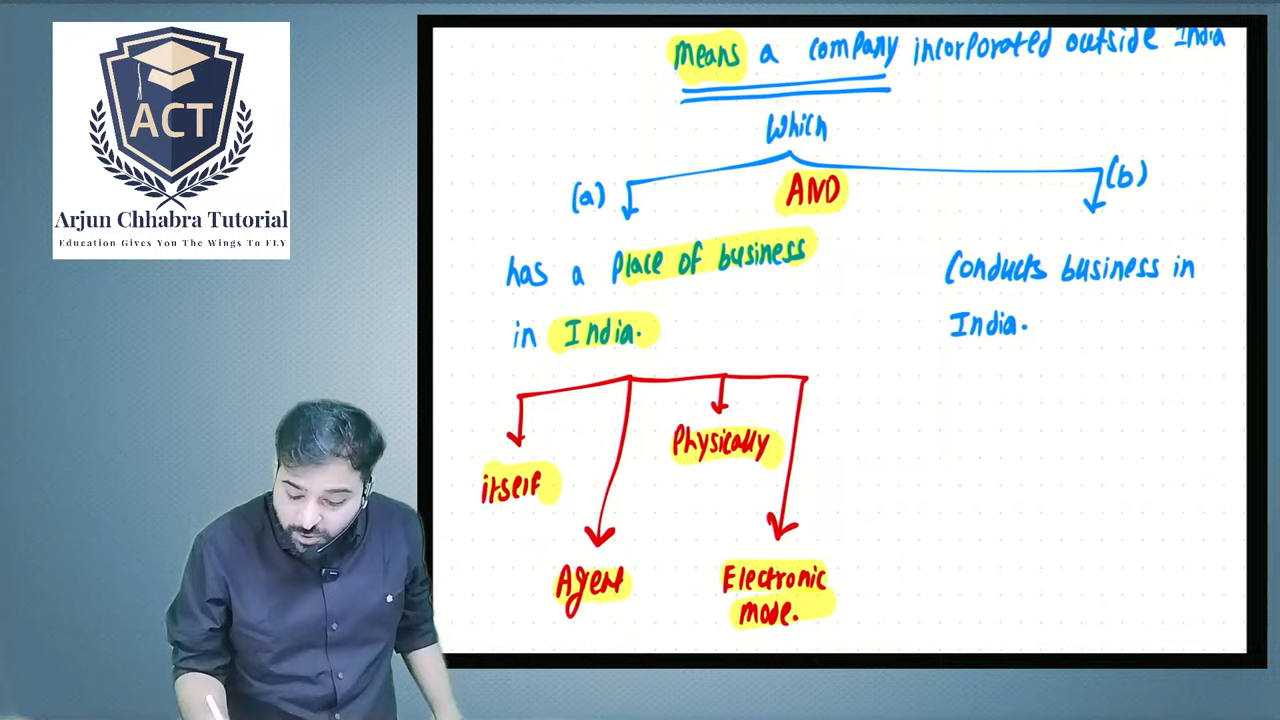 ACT
Arjun Chhabra Tutorial
Education Gives You The Wings To FLY
Means a company incorporated outside India
Which
(a) AND (b)
has a Place of business
in India.
Conducts business in
India.
itself
Physically
Agent
Electronic
mode.